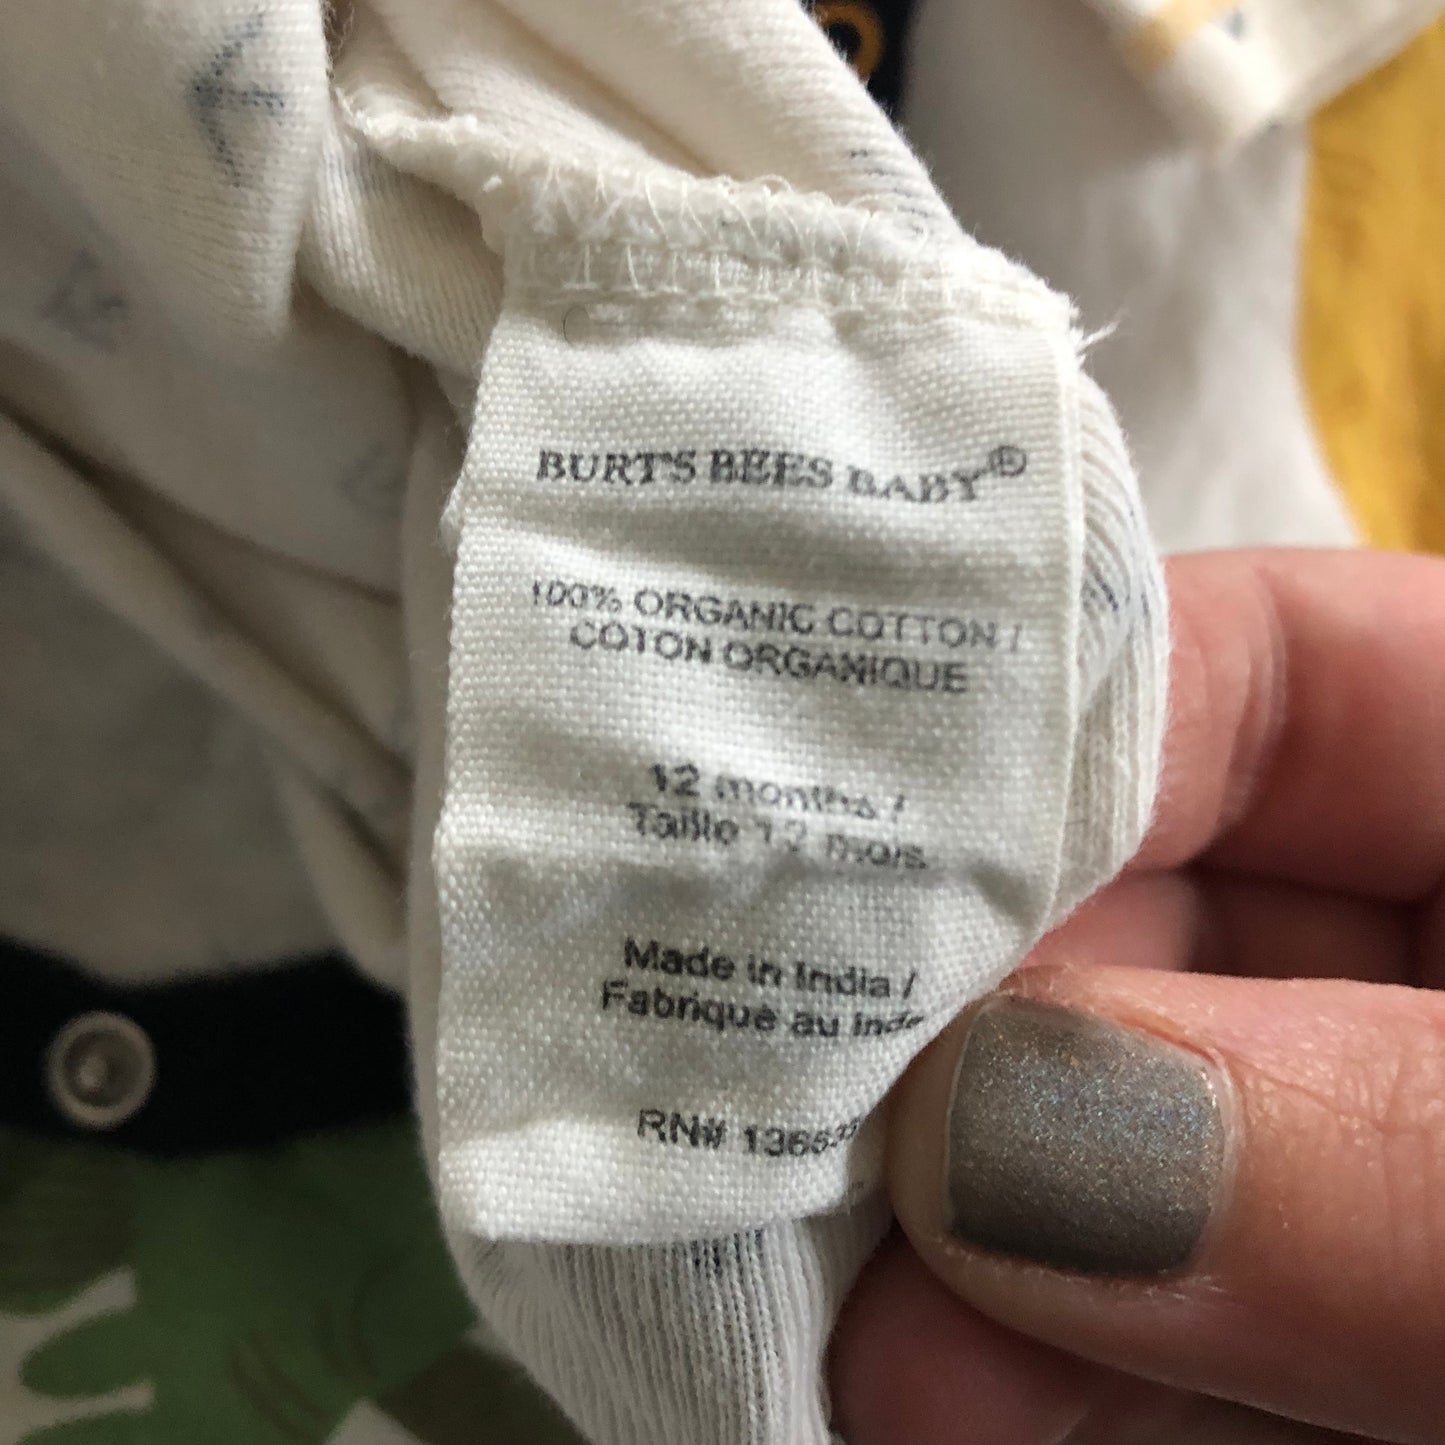 BURT'S BEES BABY®
100% ORGANIC COTTON /
COTON ORGANIQUE
12 months /
Taille 12 mois
Made in India /
Fabriqué au
RN#